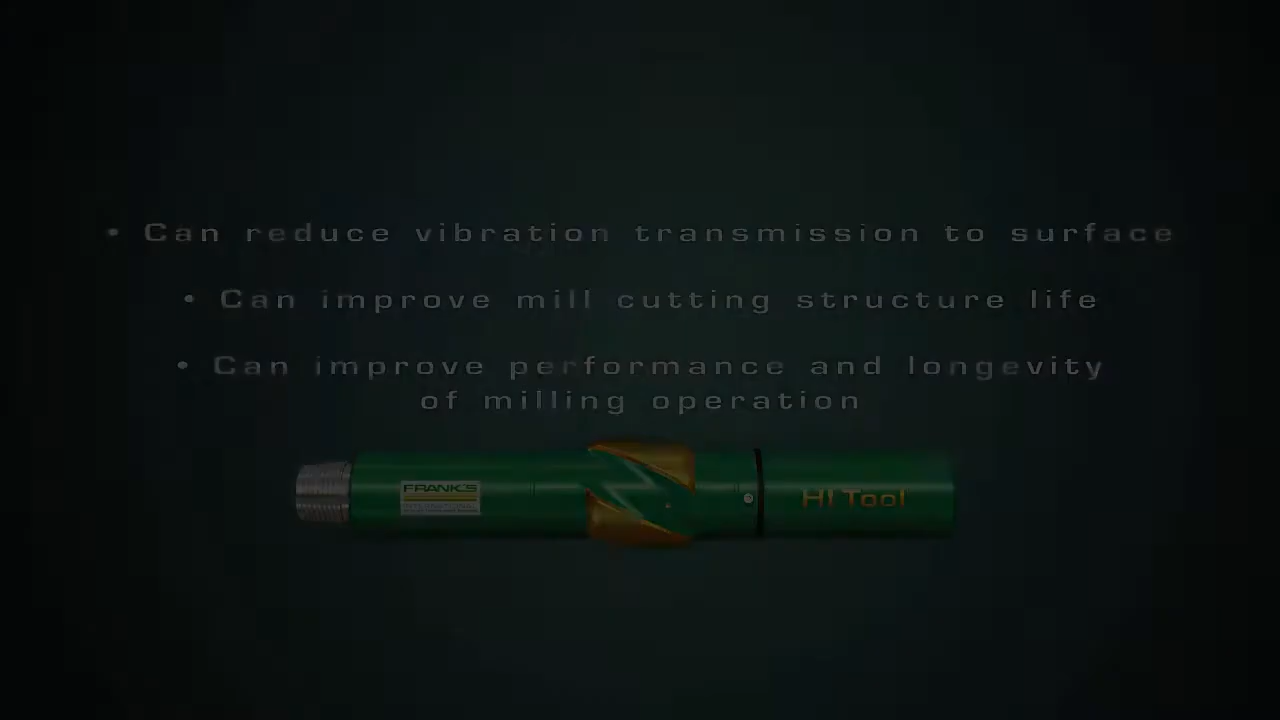 • Can reduce vibration transmission to surface
• Can improve mill cutting structure life
• Can improve performance and longevity
of milling operation
FRANK'S
HI Tool